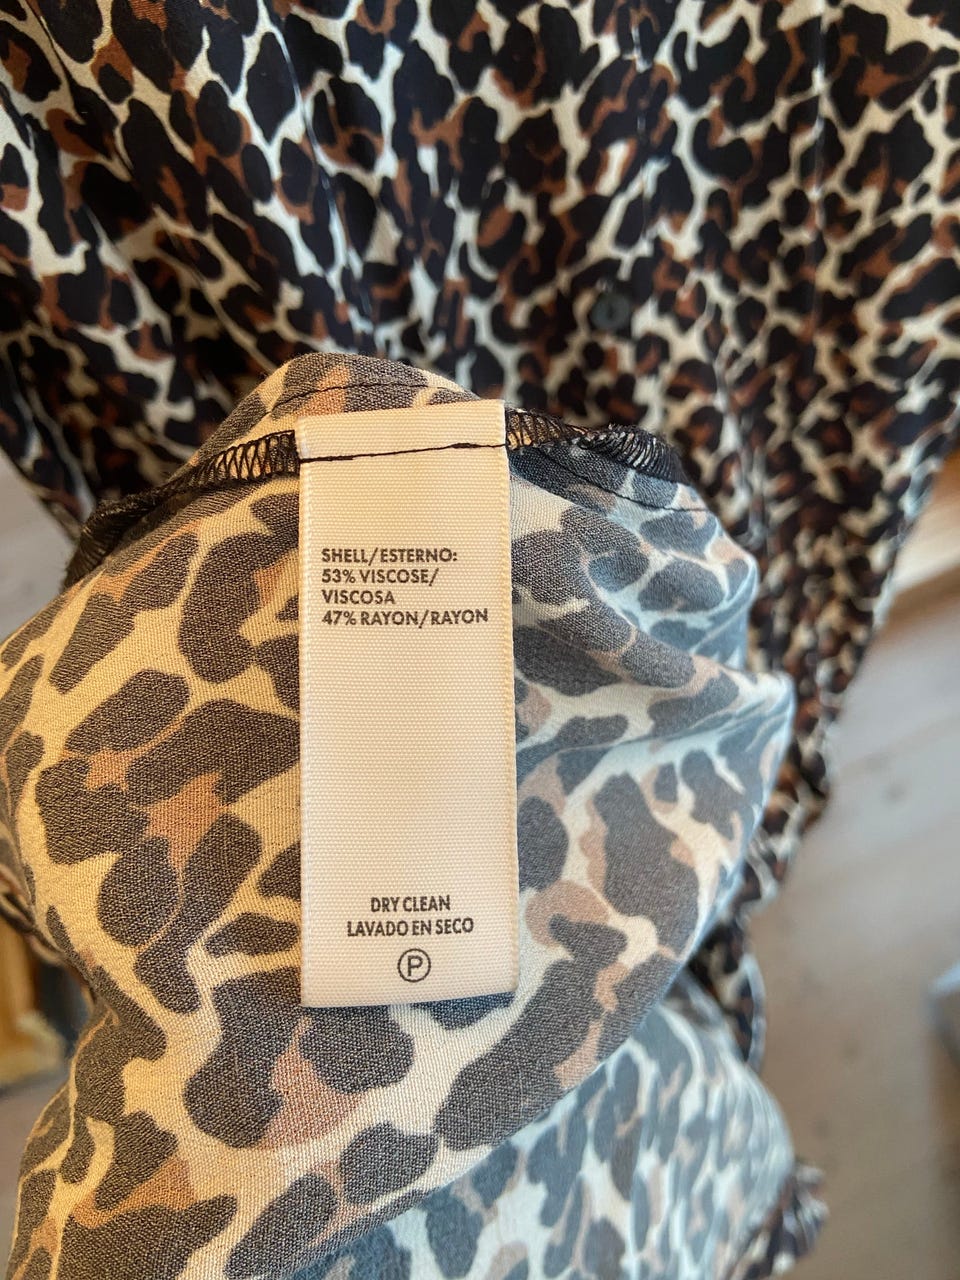 SHELL/ESTERNO:
53% VISCOSE/
VISCOSA
47% RAYON/RAYON
DRY CLEAN
LAVADO EN SECO
P